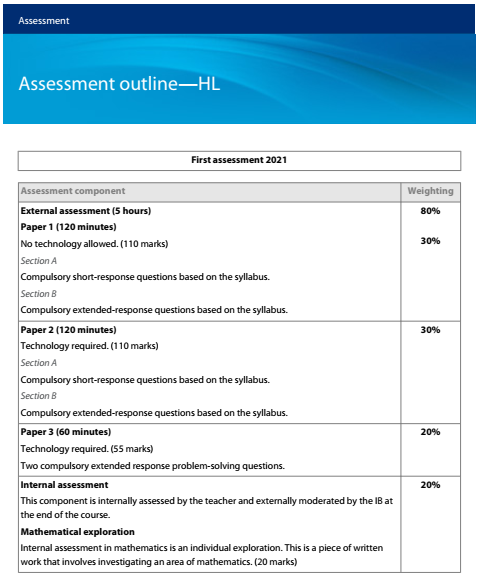 Assessment
Assessment outline—HL
First assessment 2021
Assessment component Weighting
External assessment (5 hours) 80%
Paper 1 (120 minutes)
No technology allowed. (110 marks) 30%
Section A
Compulsory short-response questions based on the syllabus.
Section B
Compulsory extended-response questions based on the syllabus.
Paper 2 (120 minutes) 30%
Technology required. (110 marks)
Section A
Compulsory short-response questions based on the syllabus.
Section B
Compulsory extended-response questions based on the syllabus.
Paper 3 (60 minutes) 20%
Technology required. (55 marks)
Two compulsory extended response problem-solving questions.
Internal assessment 20%
This component is internally assessed by the teacher and externally moderated by the IB at
the end of the course.
Mathematical exploration
Internal assessment in mathematics is an individual exploration. This is a piece of written
work that involves investigating an area of mathematics. (20 marks)